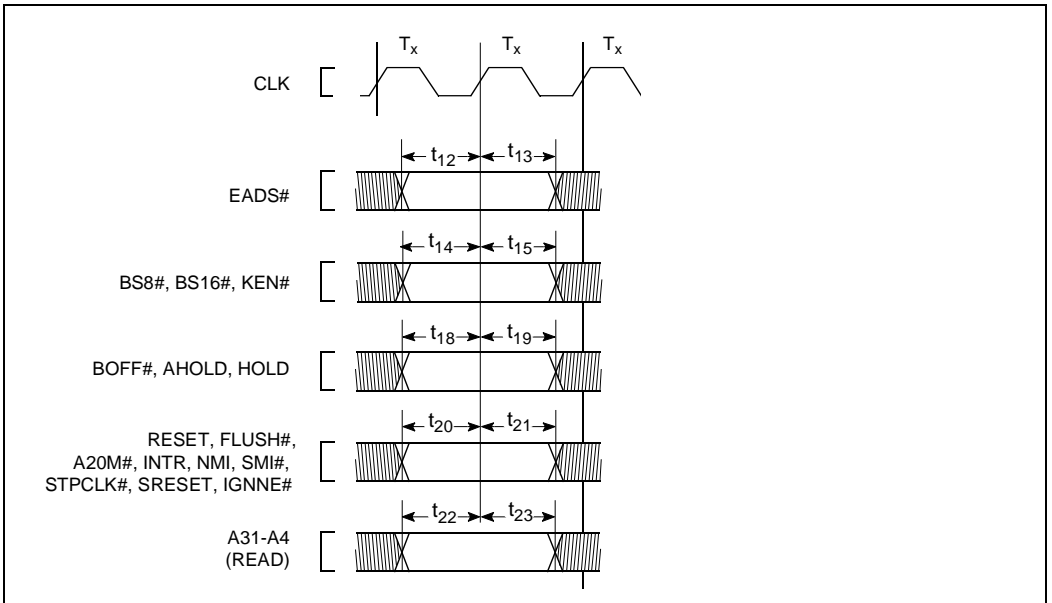 Tx Tx Tx
CLK
t12 t13
EADS#
t14 t15
BS8#, BS16#, KEN#
t18 t19
BOFF#, AHOLD, HOLD
t20 t21
RESET, FLUSH#,
A20M#, INTR, NMI, SMI#,
STPCLK#, SRESET, IGNNE#
t22 t23
A31-A4
(READ)